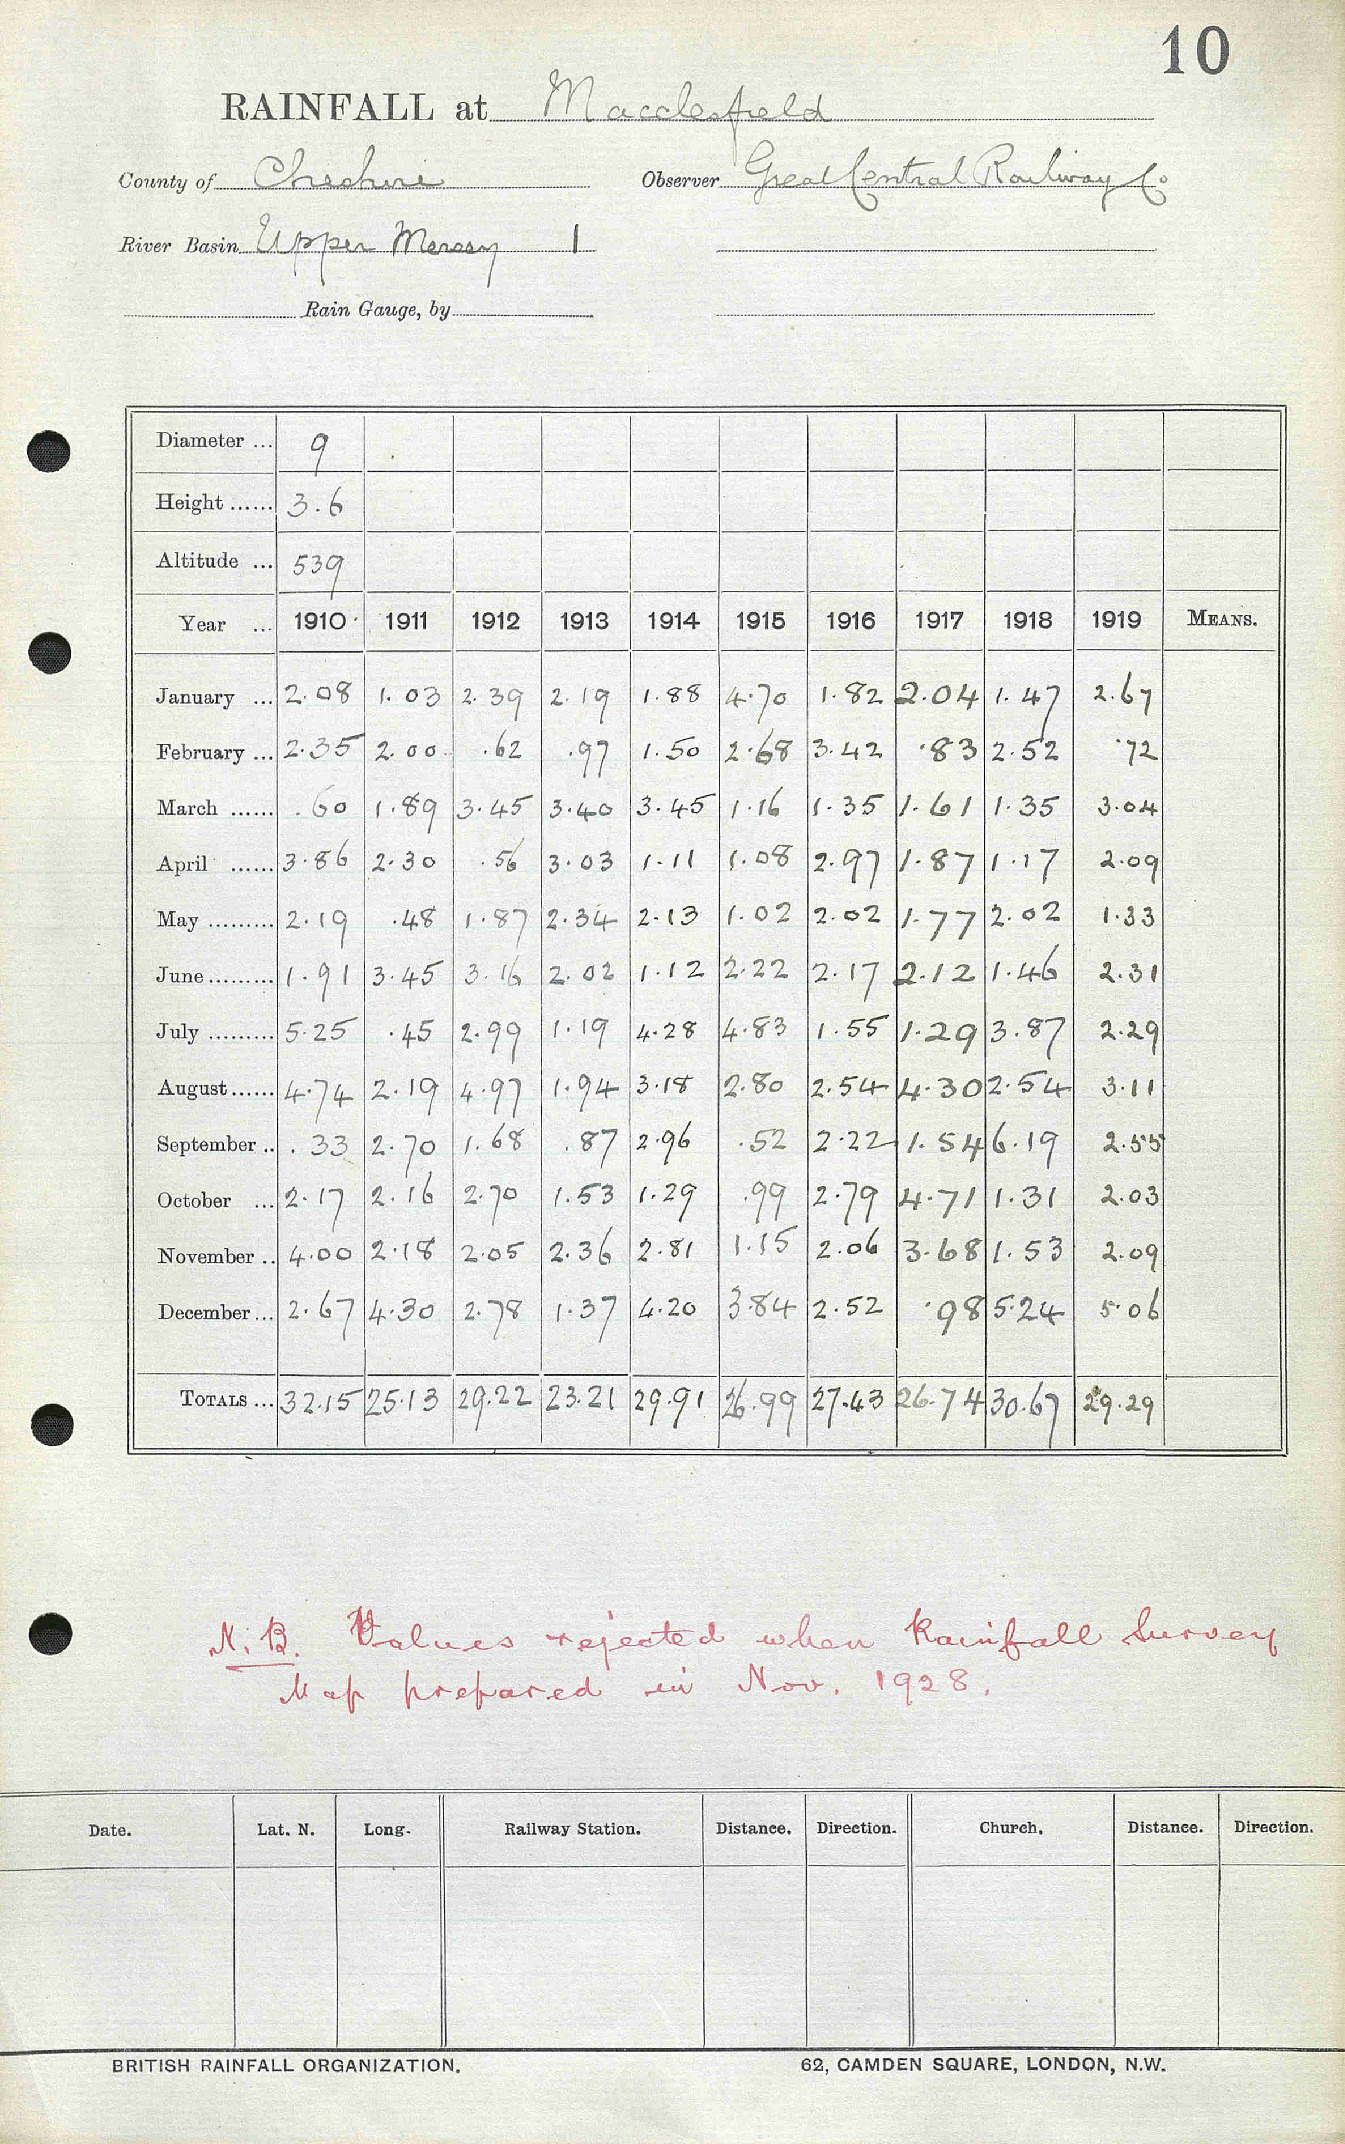 10
RAINFALL at Macclesfield
County of Cheshire Observer Great Central Railway Co
River Basin Upper Mersey 1
Rain Gauge, by
Diameter ... 9
Height ...... 3.6
Altitude ... 539
Year ... 1910 1911 1912 1913 1914 1915 1916 1917 1918 1919 MEANS.
January ... 2.08 1.03 2.39 2.19 1.88 4.70 1.82 2.04 1.47 2.67
February ... 2.35 2.00 .62 .97 1.50 2.68 3.42 .83 2.52 .72
March ...... .60 1.89 3.45 3.40 3.45 1.16 1.35 1.61 1.35 3.04
April ...... 3.86 2.30 .56 3.03 1.11 1.08 2.97 1.87 1.17 2.09
May ......... 2.19 .48 1.87 2.34 2.13 1.02 2.02 1.77 2.02 1.33
June ......... 1.91 3.45 3.16 2.02 1.12 2.22 2.17 2.12 1.46 2.31
July ......... 5.25 .45 2.99 1.19 4.28 4.83 1.55 1.29 3.87 2.29
August ...... 4.74 2.19 4.97 1.94 3.18 2.80 2.54 4.30 2.54 3.11
September .. .33 2.70 1.68 .87 2.96 .52 2.22 1.54 6.19 2.55
October ... 2.17 2.16 2.70 1.53 1.29 .99 2.79 4.71 1.31 2.03
November .. 4.00 2.18 2.05 2.36 2.81 1.15 2.06 3.68 1.53 2.09
December ... 2.67 4.30 2.78 1.37 4.20 3.84 2.52 .98 5.24 5.06
TOTALS ... 32.15 25.13 29.22 23.21 29.91 26.99 27.43 26.74 30.67 29.29
N.B. Values rejected when Rainfall Survey
Map prepared in Nov. 1928.
Date. Lat. N. Long. Railway Station. Distance. Direction. Church. Distance. Direction.
BRITISH RAINFALL ORGANIZATION. 62, CAMDEN SQUARE, LONDON, N.W.